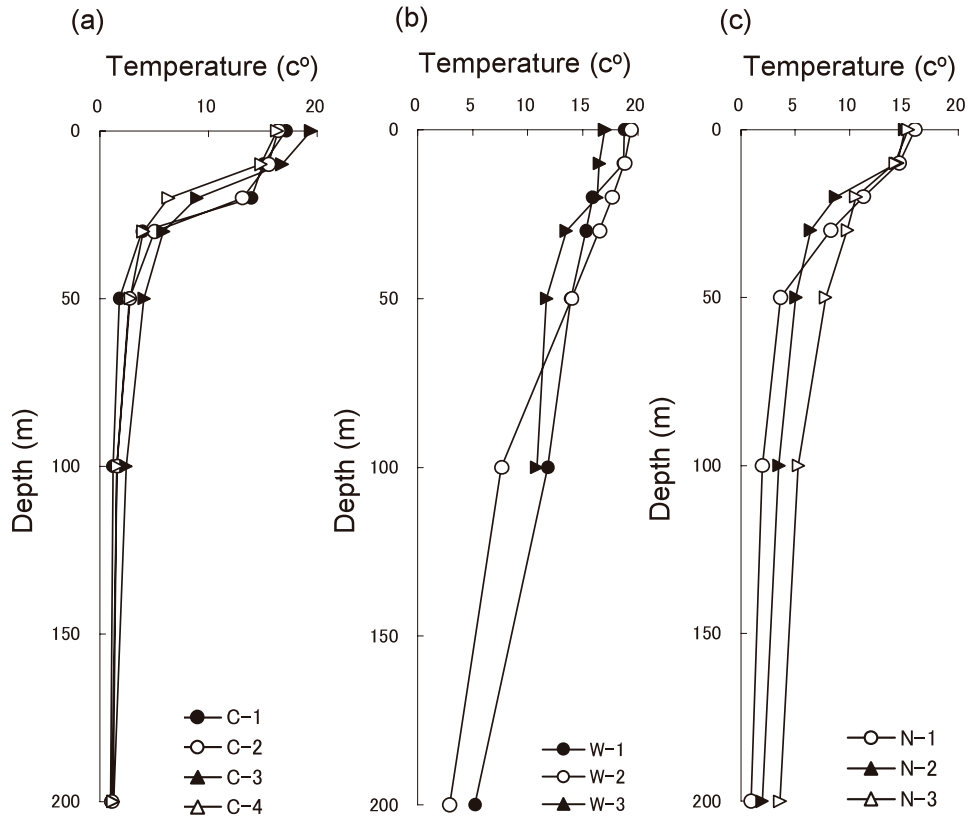 (a)
Temperature (cº)
0 10 20
0
50
100
150
200
Depth (m)
C-1
C-2
C-3
C-4
(b)
Temperature (cº)
0 5 10 15 20
0
50
100
150
200
Depth (m)
W-1
W-2
W-3
(c)
Temperature (cº)
0 5 10 15 20
0
50
100
150
200
Depth (m)
N-1
N-2
N-3